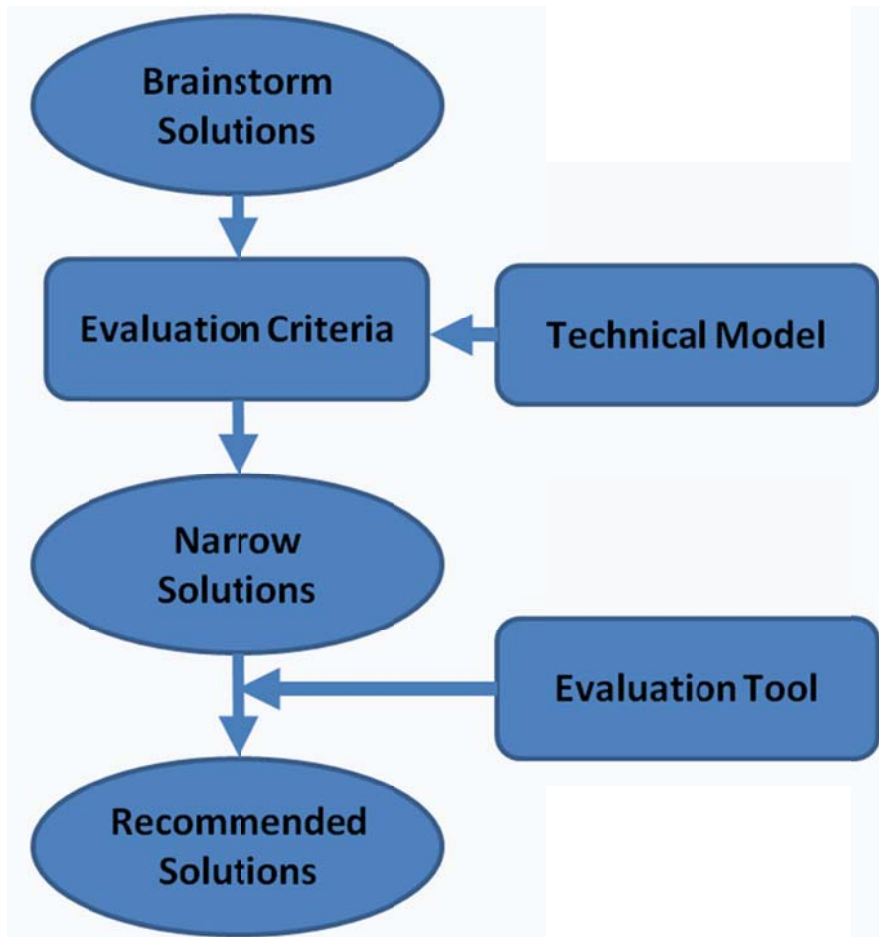 Brainstorm
Solutions
Evaluation Criteria
Technical Model
Narrow
Solutions
Evaluation Tool
Recommended
Solutions